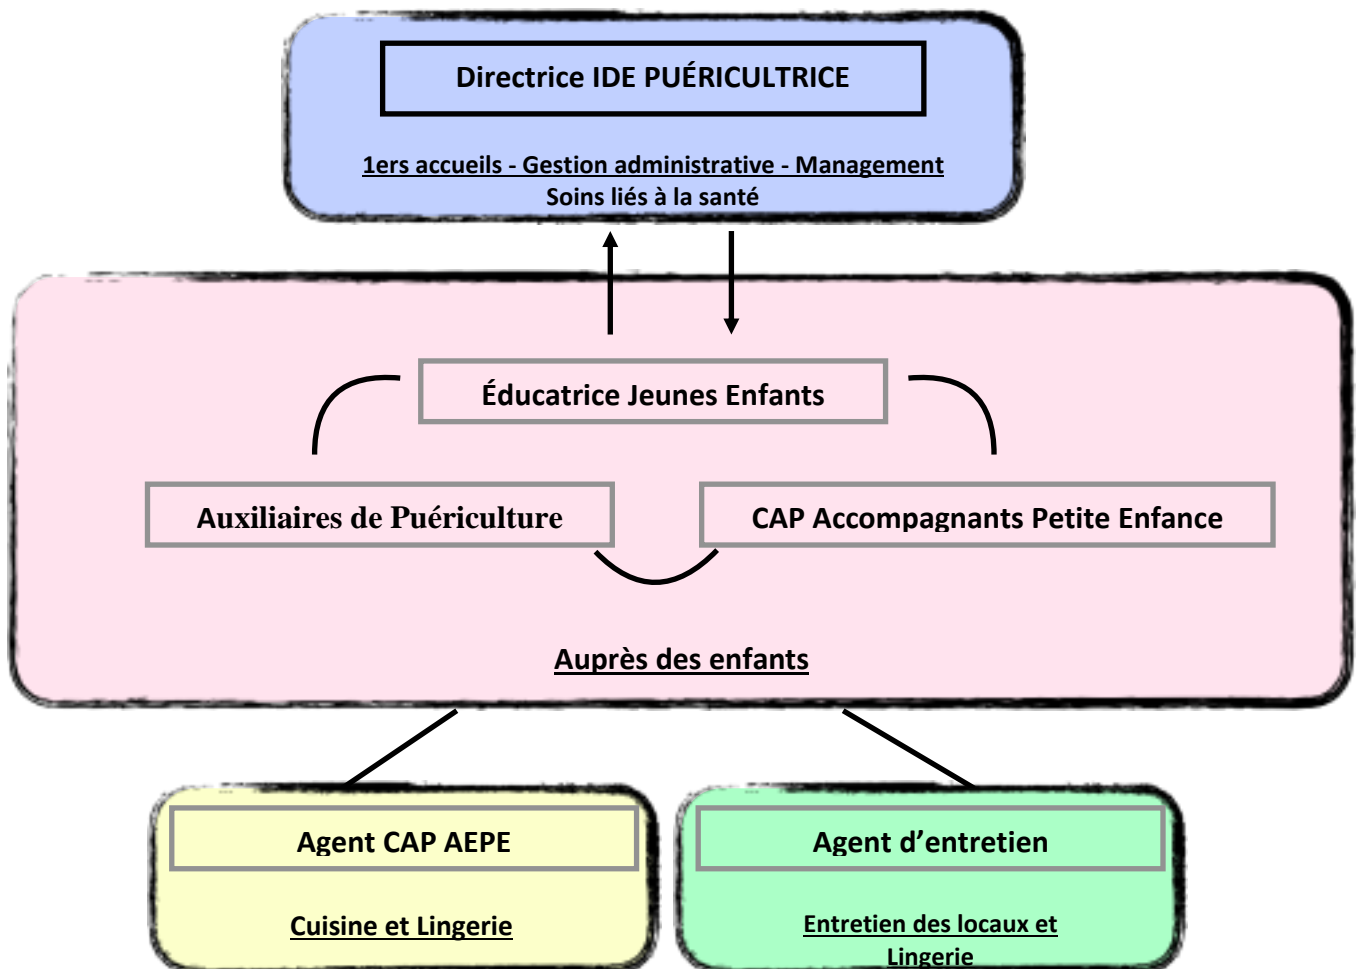 Directrice IDE PUÉRICULTRICE
1ers accueils - Gestion administrative - Management
Soins liés à la santé
Éducatrice Jeunes Enfants
Auxiliaires de Puériculture
CAP Accompagnants Petite Enfance
Auprès des enfants
Agent CAP AEPE
Cuisine et Lingerie
Agent d’entretien
Entretien des locaux et
Lingerie